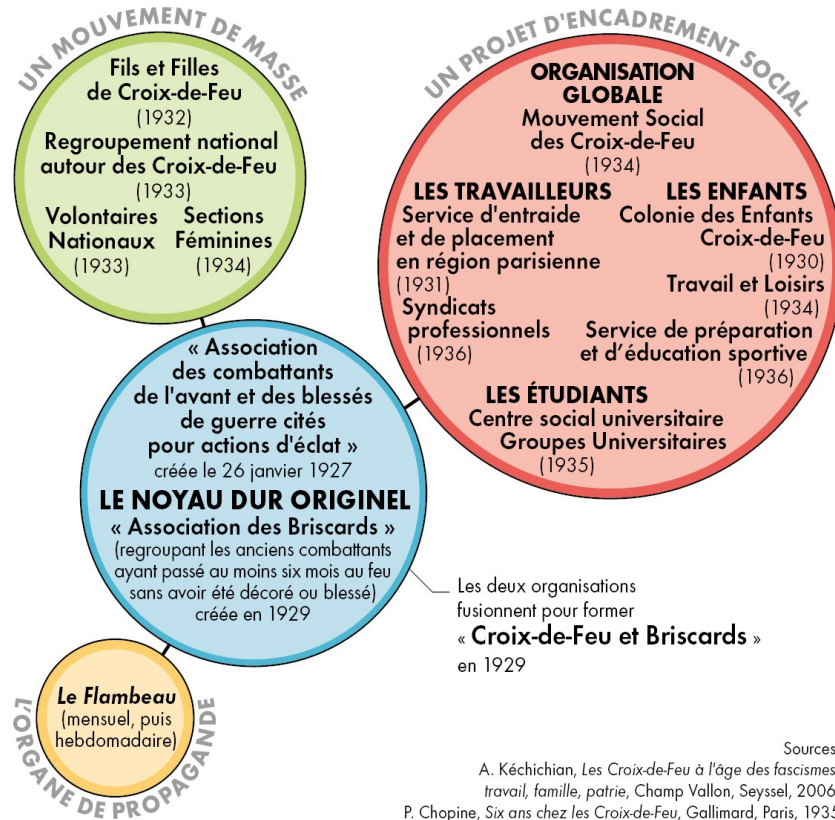 UN MOUVEMENT DE MASSE
Fils et Filles
de Croix-de-Feu
(1932)
Regroupement national
autour des Croix-de-Feu
(1933)
Volontaires
Nationaux
(1933)
Sections
Féminines
(1934)
UN PROJET D'ENCADREMENT SOCIAL
ORGANISATION
GLOBALE
Mouvement Social
des Croix-de-Feu
(1934)
LES TRAVAILLEURS
Service d'entraide
et de placement
en région parisienne
(1931)
Syndicats
professionnels
(1936)
LES ENFANTS
Colonie des Enfants
Croix-de-Feu
(1930)
Travail et Loisirs
(1934)
Service de préparation
et d’éducation sportive
(1936)
LES ÉTUDIANTS
Centre social universitaire
Groupes Universitaires
(1935)
« Association
des combattants
de l'avant et des blessés
de guerre cités
pour actions d'éclat »
créée le 26 janvier 1927
LE NOYAU DUR ORIGINEL
« Association des Briscards »
(regroupant les anciens combattants
ayant passé au moins six mois au feu
sans avoir été décoré ou blessé)
créée en 1929
Les deux organisations
fusionnent pour former
« Croix-de-Feu et Briscards »
en 1929
Le Flambeau
(mensuel, puis
hebdomadaire)
L'ORGANE DE PROPAGANDE
Sources
A. Kéchichian, Les Croix-de-Feu à l'âge des fascismes
travail, famille, patrie, Champ Vallon, Seyssel, 2006
P. Chopine, Six ans chez les Croix-de-Feu, Gallimard, Paris, 1935